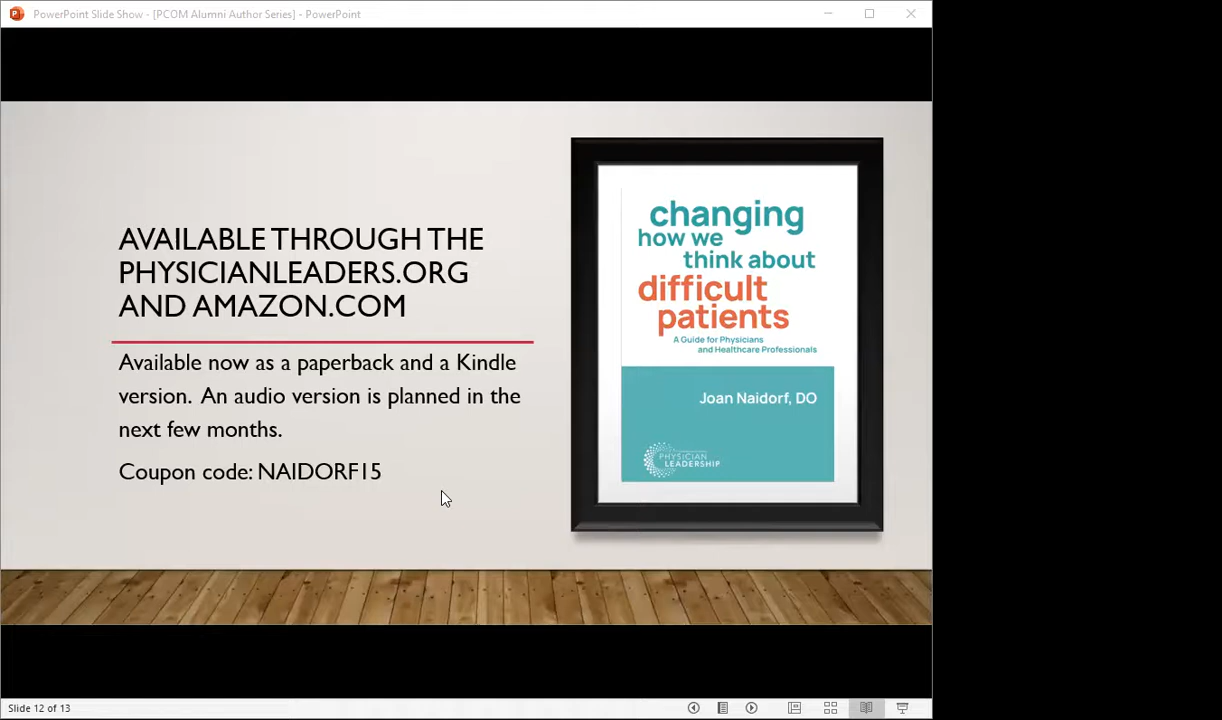 PowerPoint Slide Show - [PCOM Alumni Author Series] - PowerPoint
AVAILABLE THROUGH THE
PHYSICIANLEADERS.ORG
AND AMAZON.COM
Available now as a paperback and a Kindle
version. An audio version is planned in the
next few months.
Coupon code: NAIDORF15
changing
how we
think about
difficult
patients
A Guide for Physicians
and Healthcare Professionals
Joan Naidorf, DO
PHYSICIAN
LEADERSHIP
Slide 12 of 13